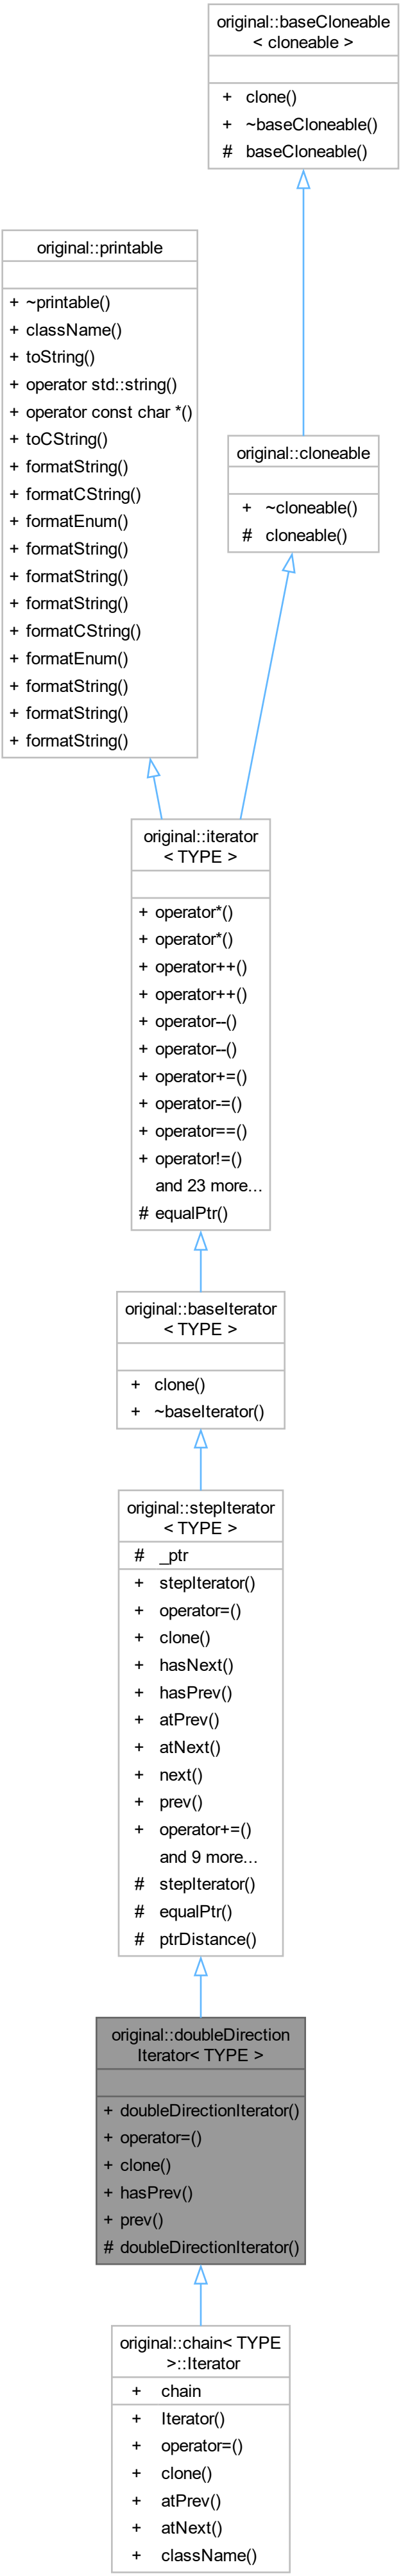 original::baseCloneable
< cloneable >
+ clone()
+ ~baseCloneable()
# baseCloneable()
original::printable
+ ~printable()
+ className()
+ toString()
+ operator std::string()
+ operator const char *()
+ toCString()
+ formatString()
+ formatCString()
+ formatEnum()
+ formatString()
+ formatString()
+ formatString()
+ formatCString()
+ formatEnum()
+ formatString()
+ formatString()
+ formatString()
original::cloneable
+ ~cloneable()
# cloneable()
original::iterator
< TYPE >
+ operator*()
+ operator*()
+ operator++()
+ operator++()
+ operator--()
+ operator--()
+ operator+=()
+ operator-=()
+ operator==()
+ operator!=()
and 23 more...
# equalPtr()
original::baseIterator
< TYPE >
+ clone()
+ ~baseIterator()
original::stepIterator
< TYPE >
# _ptr
+ stepIterator()
+ operator=()
+ clone()
+ hasNext()
+ hasPrev()
+ atPrev()
+ atNext()
+ next()
+ prev()
+ operator+=()
and 9 more...
# stepIterator()
# equalPtr()
# ptrDistance()
original::doubleDirection
Iterator< TYPE >
+ doubleDirectionIterator()
+ operator=()
+ clone()
+ hasPrev()
+ prev()
# doubleDirectionIterator()
original::chain< TYPE
>::Iterator
+ chain
+ Iterator()
+ operator=()
+ clone()
+ atPrev()
+ atNext()
+ className()